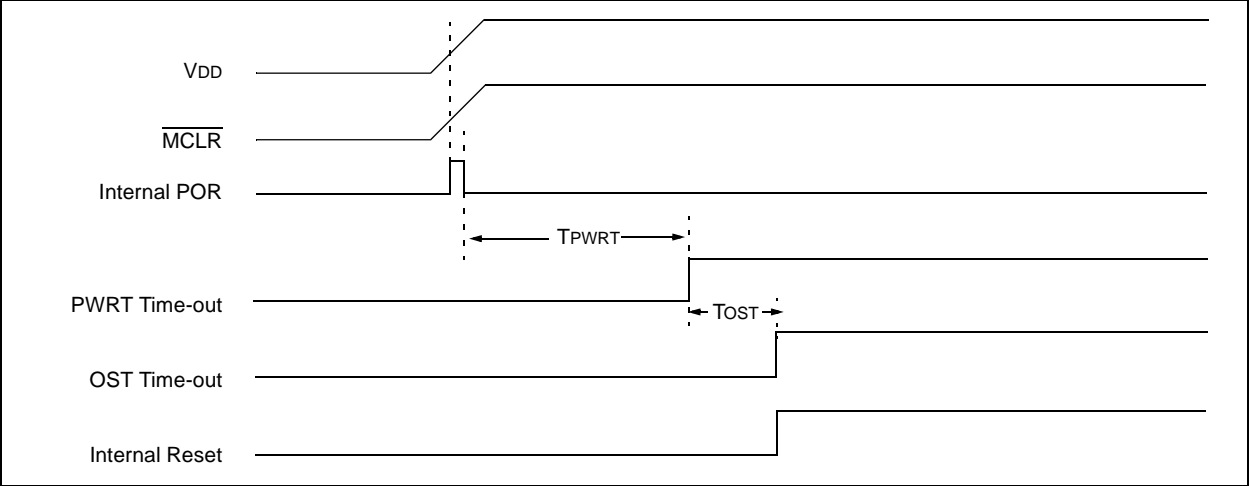 VDD
MCLR
Internal POR
TPWRT
PWRT Time-out
TOST
OST Time-out
Internal Reset